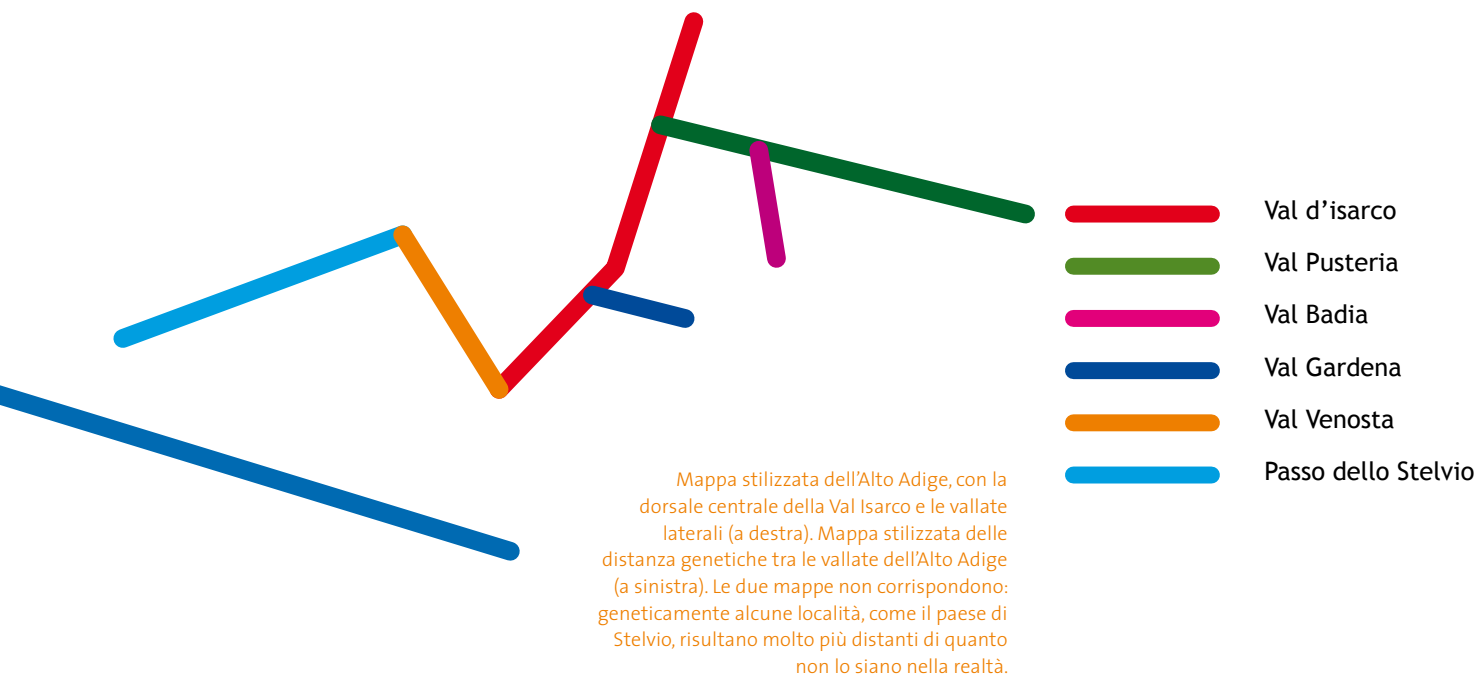 Val d’isarco
Val Pusteria
Val Badia
Val Gardena
Val Venosta
Passo dello Stelvio
Mappa stilizzata dell’Alto Adige, con la
dorsale centrale della Val Isarco e le vallate
laterali (a destra). Mappa stilizzata delle
distanza genetiche tra le vallate dell’Alto Adige
(a sinistra). Le due mappe non corrispondono:
geneticamente alcune località, come il paese di
Stelvio, risultano molto più distanti di quanto
non lo siano nella realtà.